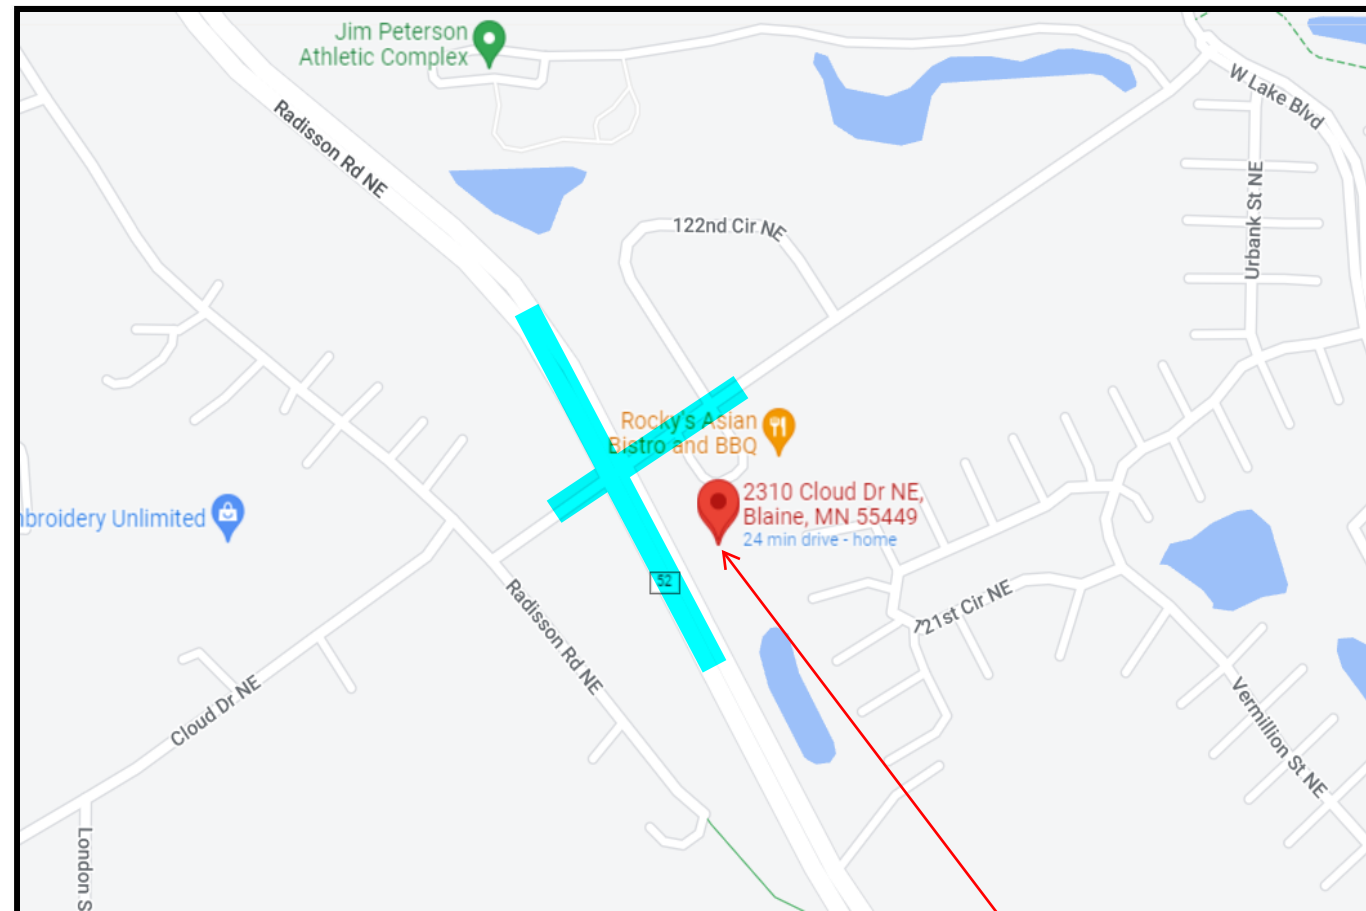 Jim Peterson
Athletic Complex
W Lake Blvd
Radisson Rd NE
Urbank St NE
122nd Cir NE
Rocky's Asian
Bistro and BBQ
2310 Cloud Dr NE,
Blaine, MN 55449
24 min drive - home
broidery Unlimited
52
Radisson Rd NE
121st Cir NE
Cloud Dr NE
Vermillion St NE
London S